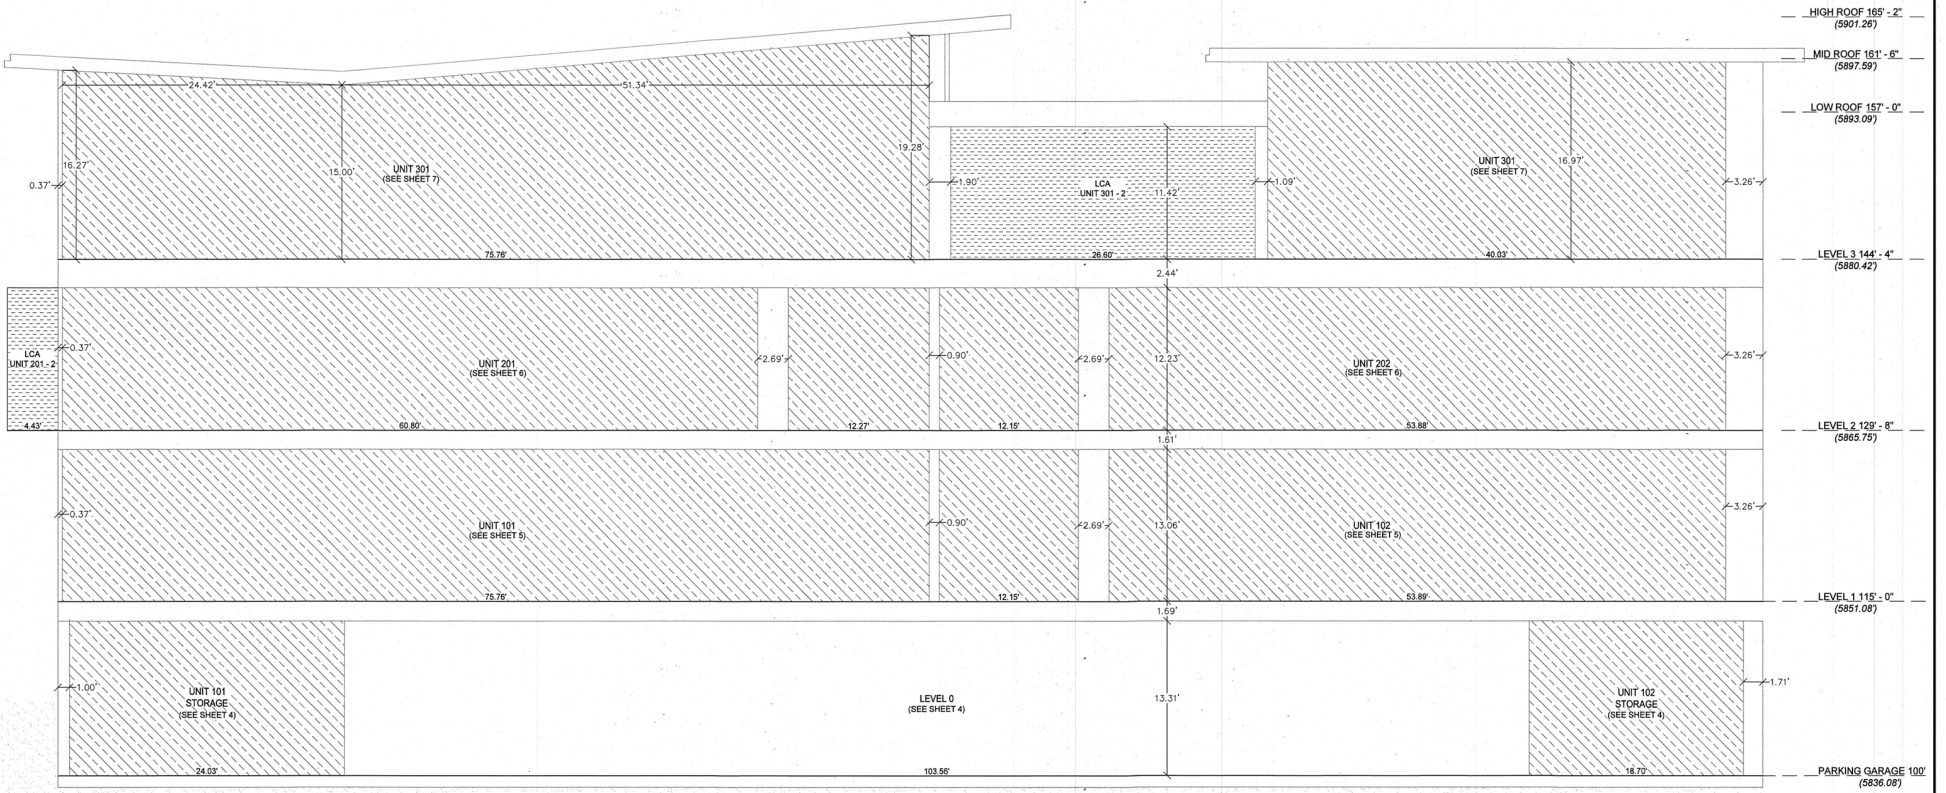 HIGH ROOF 165' - 2"
(5901.26')
MID ROOF 161' - 6"
(5897.59')
LOW ROOF 157' - 0"
(5893.09')
24.42'
51.34'
16.27'
15.00'
UNIT 301
(SEE SHEET 7)
19.28'
0.37'
1.90'
LCA
UNIT 301 - 2
11.42'
1.09'
UNIT 301
(SEE SHEET 7)
16.97'
3.26'
75.76'
26.60'
40.03'
LEVEL 3 144' - 4"
(5880.42')
2.44'
LCA
UNIT 201 - 2
0.37'
UNIT 201
(SEE SHEET 6)
2.69'
0.90'
2.69'
12.23'
UNIT 202
(SEE SHEET 6)
3.26'
4.43'
60.80'
12.27'
12.15'
53.88'
LEVEL 2 129' - 8"
(5865.75')
1.61'
0.37'
UNIT 101
(SEE SHEET 5)
0.90'
2.69'
13.06'
UNIT 102
(SEE SHEET 5)
3.26'
75.76'
12.15'
53.89'
LEVEL 1 115' - 0"
(5851.08')
1.69'
1.00'
UNIT 101
STORAGE
(SEE SHEET 4)
LEVEL 0
(SEE SHEET 4)
13.31'
UNIT 102
STORAGE
(SEE SHEET 4)
1.71'
24.03'
103.56'
18.70'
PARKING GARAGE 100'
(5836.08')